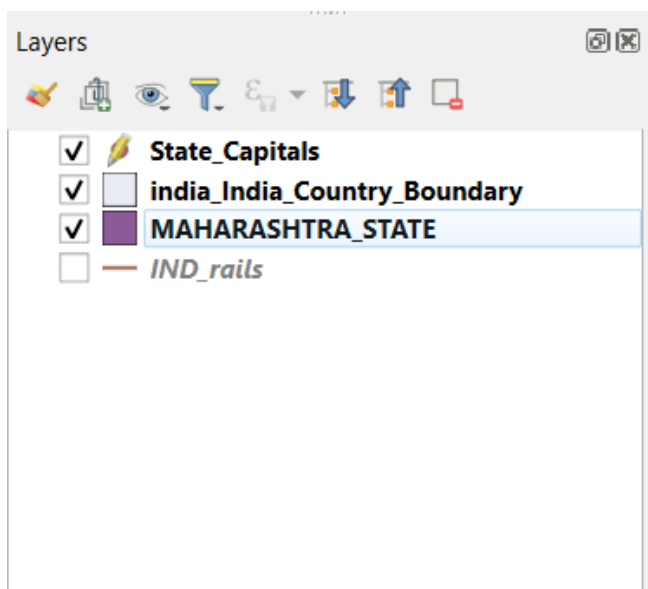 Layers
State_Capitals
india_India_Country_Boundary
MAHARASHTRA_STATE
IND_rails